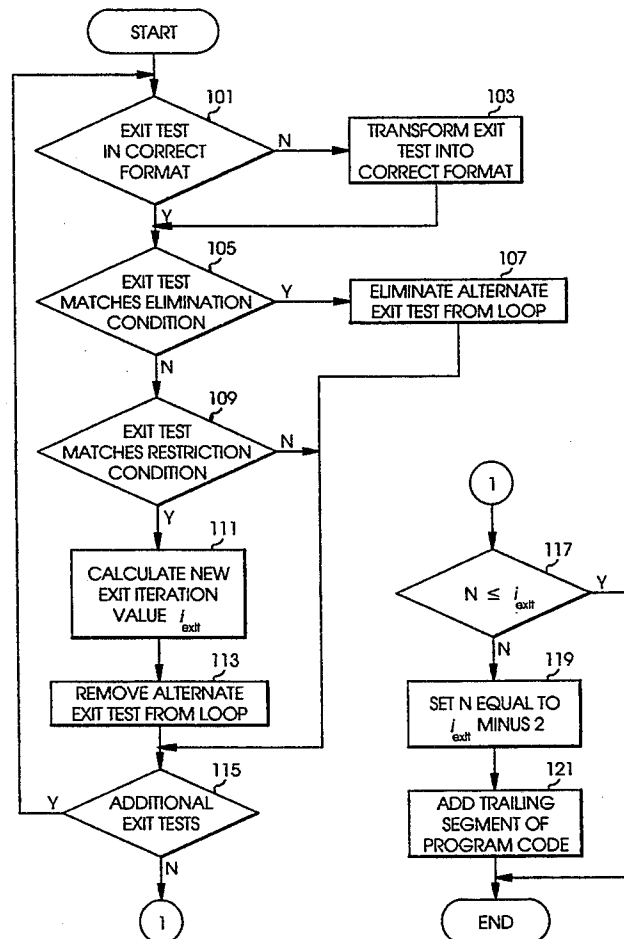 START
101
EXIT TEST
IN CORRECT
FORMAT
N
Y
103
TRANSFORM EXIT
TEST INTO
CORRECT FORMAT
105
EXIT TEST
MATCHES ELIMINATION
CONDITION
Y
N
107
ELIMINATE ALTERNATE
EXIT TEST FROM LOOP
109
EXIT TEST
MATCHES RESTRICTION
CONDITION
N
Y
111
CALCULATE NEW
EXIT ITERATION
VALUE i exit
113
REMOVE ALTERNATE
EXIT TEST FROM LOOP
115
ADDITIONAL
EXIT TESTS
Y
N
1
1
117
N ≤ i exit
Y
N
119
SET N EQUAL TO
i exit MINUS 2
121
ADD TRAILING
SEGMENT OF
PROGRAM CODE
END